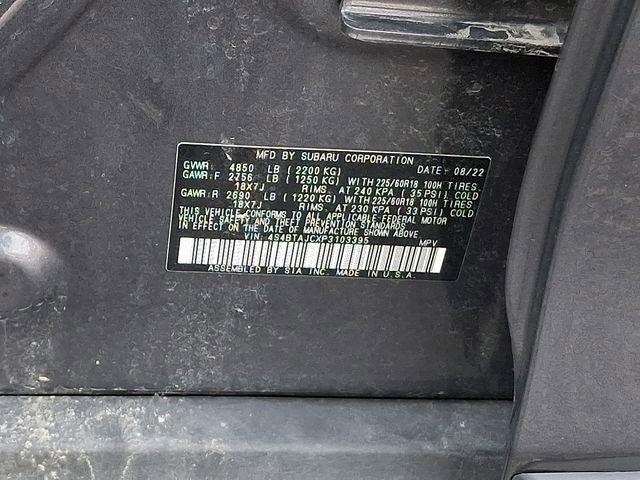 MFD BY SUBARU CORPORATION DATE: 08/22
GVWR: 4850 LB ( 2200 KG)
GAWR: F 2756 LB ( 1250 KG) WITH 225/60R18 100H TIRES,
18X7J RIMS, AT 240 KPA ( 35 PSI) COLD
GAWR: R 2690 LB ( 1220 KG) WITH 225/60R18 100H TIRES,
18X7J RIMS, AT 230 KPA ( 33 PSI) COLD
THIS VEHICLE CONFORMS TO ALL APPLICABLE FEDERAL MOTOR
VEHICLE SAFETY AND THEFT PREVENTION STANDARDS
IN EFFECT ON THE DATE OF MANUFACTURE SHOWN ABOVE
VIN: 4S4BTAJCXP3103395 MPV
ASSEMBLED BY SIA INC. MADE IN U.S.A.